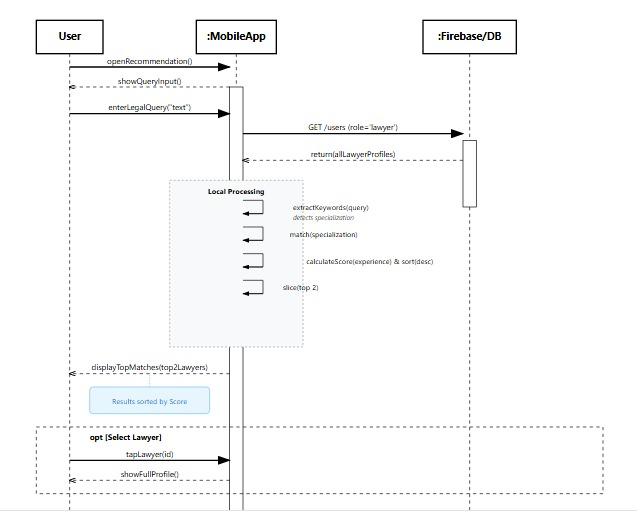 User
:MobileApp
:Firebase/DB
openRecommendation()
showQueryInput()
enterLegalQuery("text")
GET /users (role='lawyer')
return(allLawyerProfiles)
Local Processing
extractKeywords(query)
detects specialization
match(specialization)
calculateScore(experience) & sort(desc)
slice(top 2)
displayTopMatches(top2Lawyers)
Results sorted by Score
opt [Select Lawyer]
tapLawyer(id)
showFullProfile()